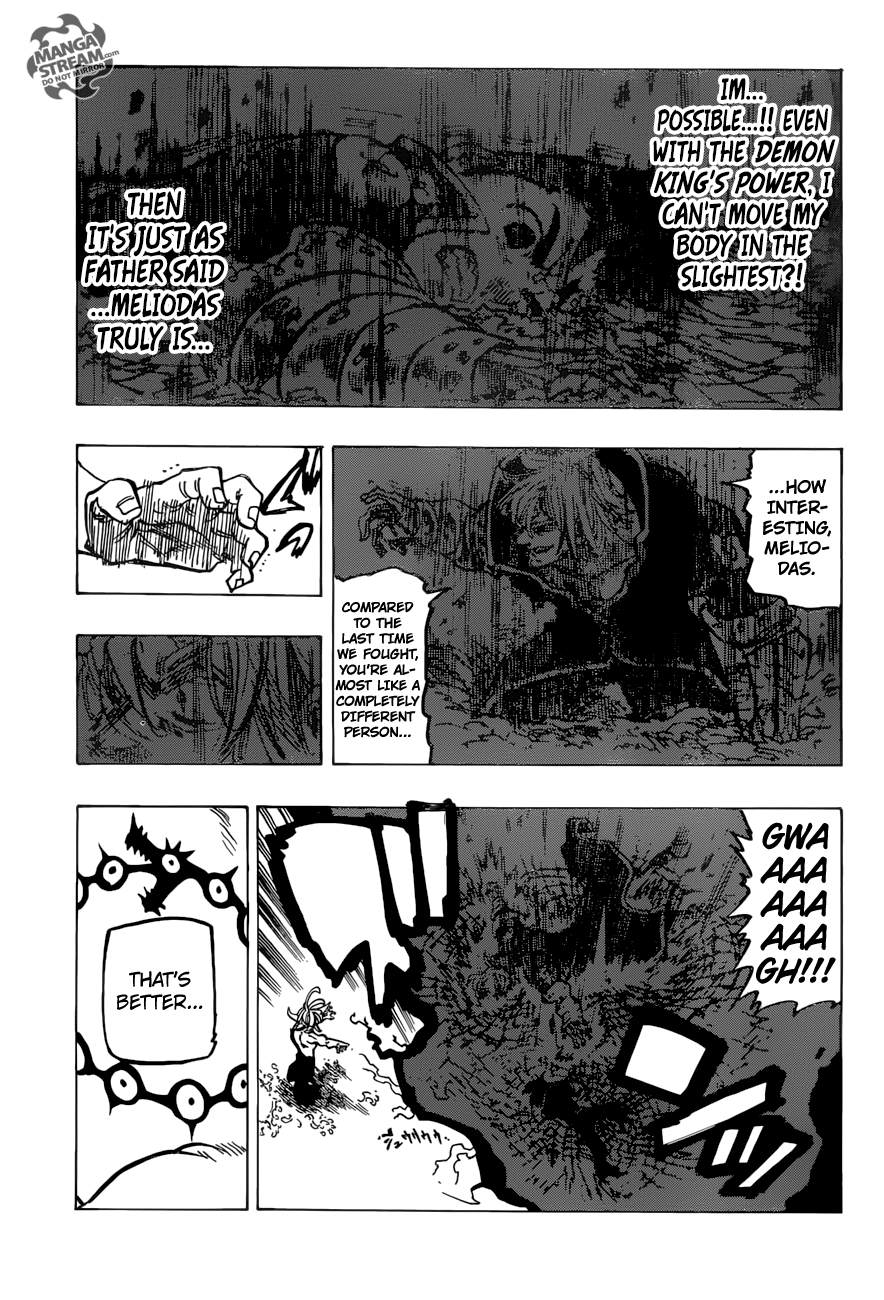 MANGA
STREAM.com
DO NOT MIRROR
IM...
POSSIBLE...!! EVEN
WITH THE DEMON
KING'S POWER, I
CAN'T MOVE MY
BODY IN THE
SLIGHTEST?!
THEN
IT'S JUST AS
FATHER SAID
...MELIODAS
TRULY IS...
...HOW
INTER-
ESTING,
MELIO-
DAS.
COMPARED
TO THE
LAST TIME
WE FOUGHT,
YOU'RE AL-
MOST LIKE A
COMPLETELY
DIFFERENT
PERSON...
GWA
AAA
AAA
AAA
GH!!!
THAT'S
BETTER...